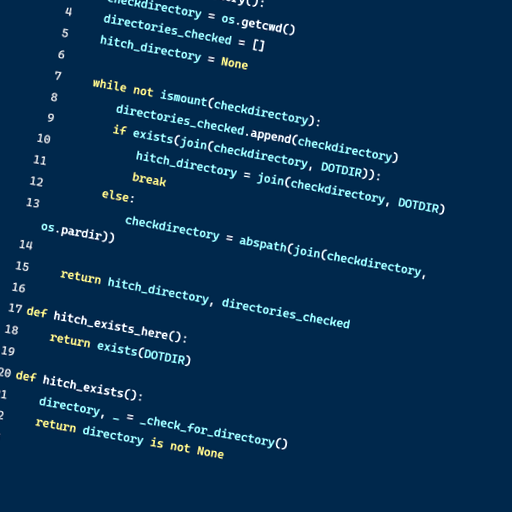 ():
4 checkdirectory = os.getcwd()
5 directories_checked = []
6 hitch_directory = None
7
8 while not ismount(checkdirectory):
9 directories_checked.append(checkdirectory)
10 if exists(join(checkdirectory, DOTDIR)):
11 hitch_directory = join(checkdirectory, DOTDIR)
12 break
13 else:
checkdirectory = abspath(join(checkdirectory,
os.pardir))
14
15 return hitch_directory, directories_checked
16
17 def hitch_exists_here():
18 return exists(DOTDIR)
19
20 def hitch_exists():
1 directory, _ = _check_for_directory()
2 return directory is not None